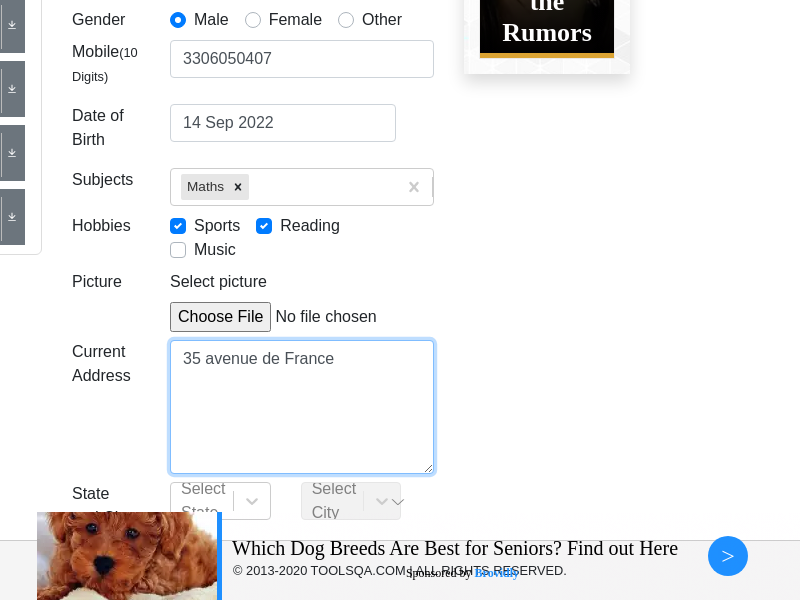 Gender
Male
Female
Other
the
Rumors
Mobile(10
Digits)
3306050407
Date of
Birth
14 Sep 2022
Subjects
Maths
Hobbies
Sports
Reading
Music
Picture
Select picture
Choose File No file chosen
Current
Address
35 avenue de France
State
Select
State
Select
City
Which Dog Breeds Are Best for Seniors? Find out Here
>
© 2013-2020 TOOLSQA.COM | ALL RIGHTS RESERVED.
Sponsored by Brovidly